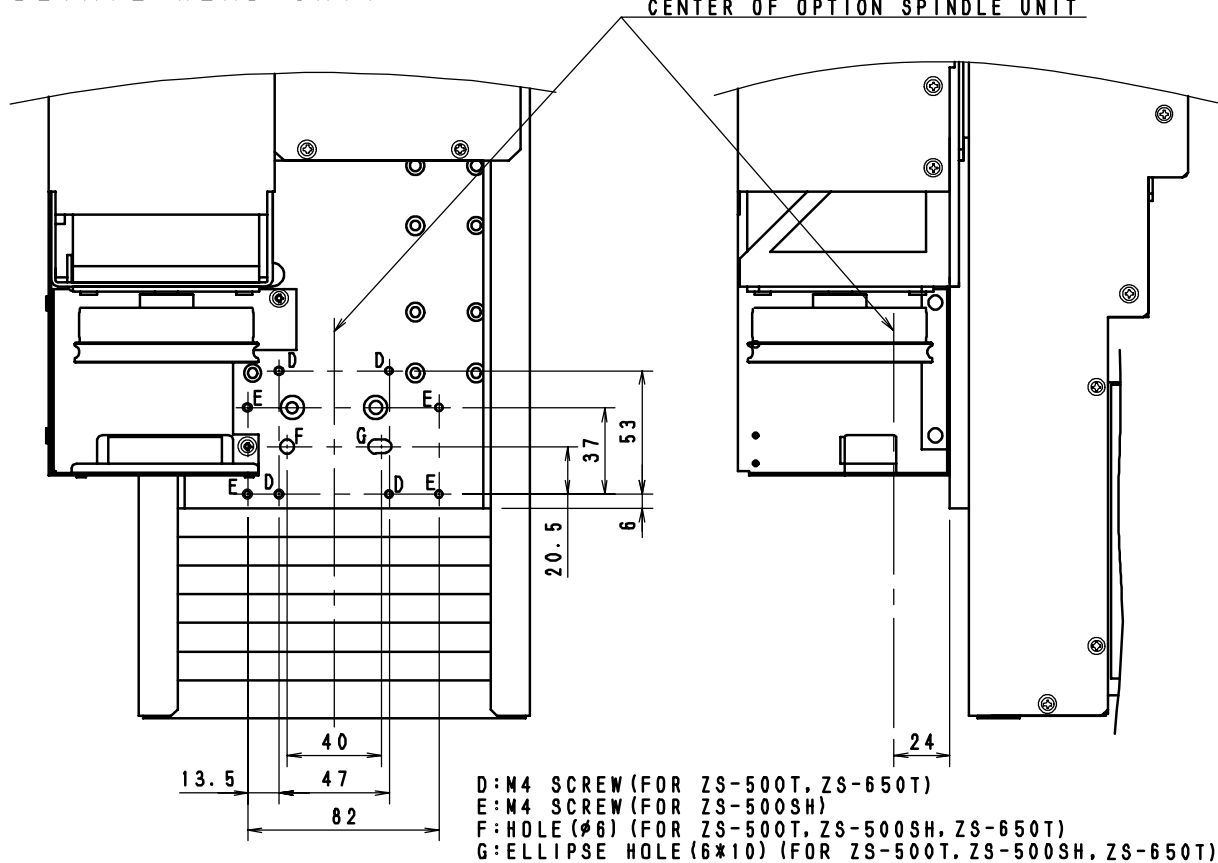 CENTER OF OPTION SPINDLE UNIT
D D
E E
F G
E D D E
53
37
6
20.5
40
24
13.5 47
82
D:M4 SCREW(FOR ZS-500T, ZS-650T)
E:M4 SCREW(FOR ZS-500SH)
F:HOLE(ø6) (FOR ZS-500T, ZS-500SH, ZS-650T)
G:ELLIPSE HOLE(6*10) (FOR ZS-500T, ZS-500SH, ZS-650T)